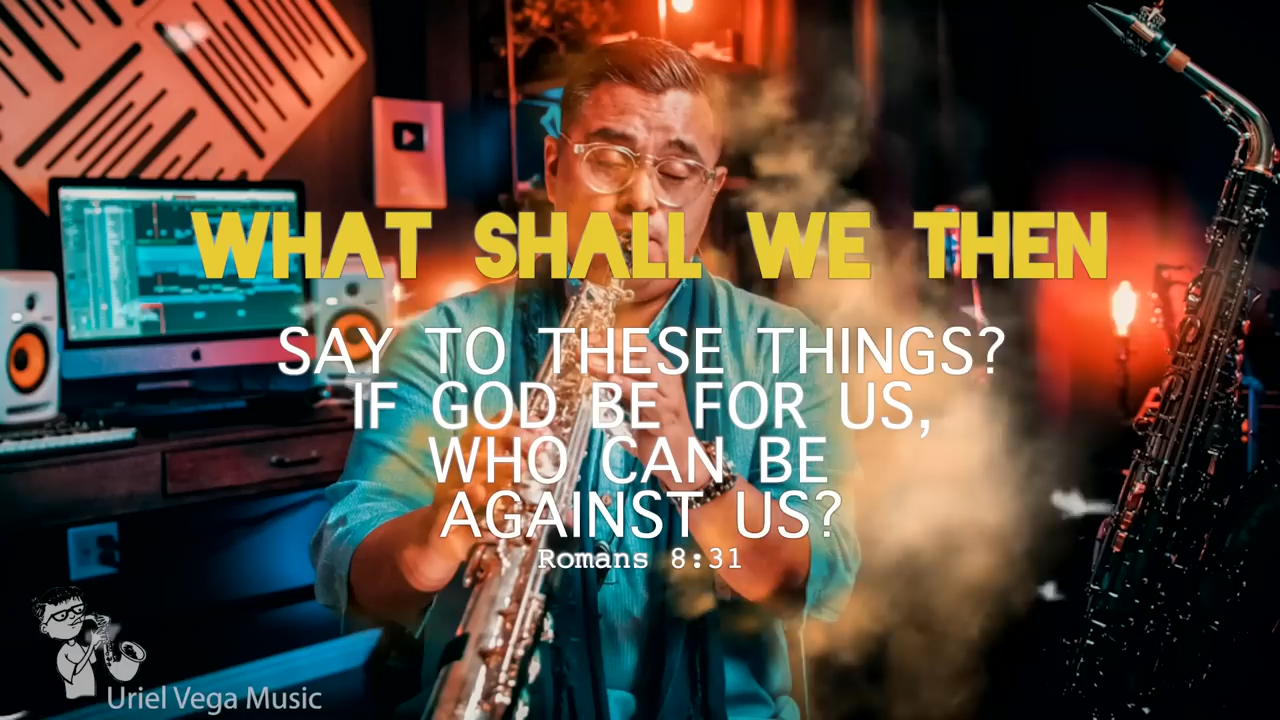 WHAT SHALL WE THEN
SAY TO THESE THINGS?
IF GOD BE FOR US,
WHO CAN BE
AGAINST US?
Romans 8:31
Uriel Vega Music